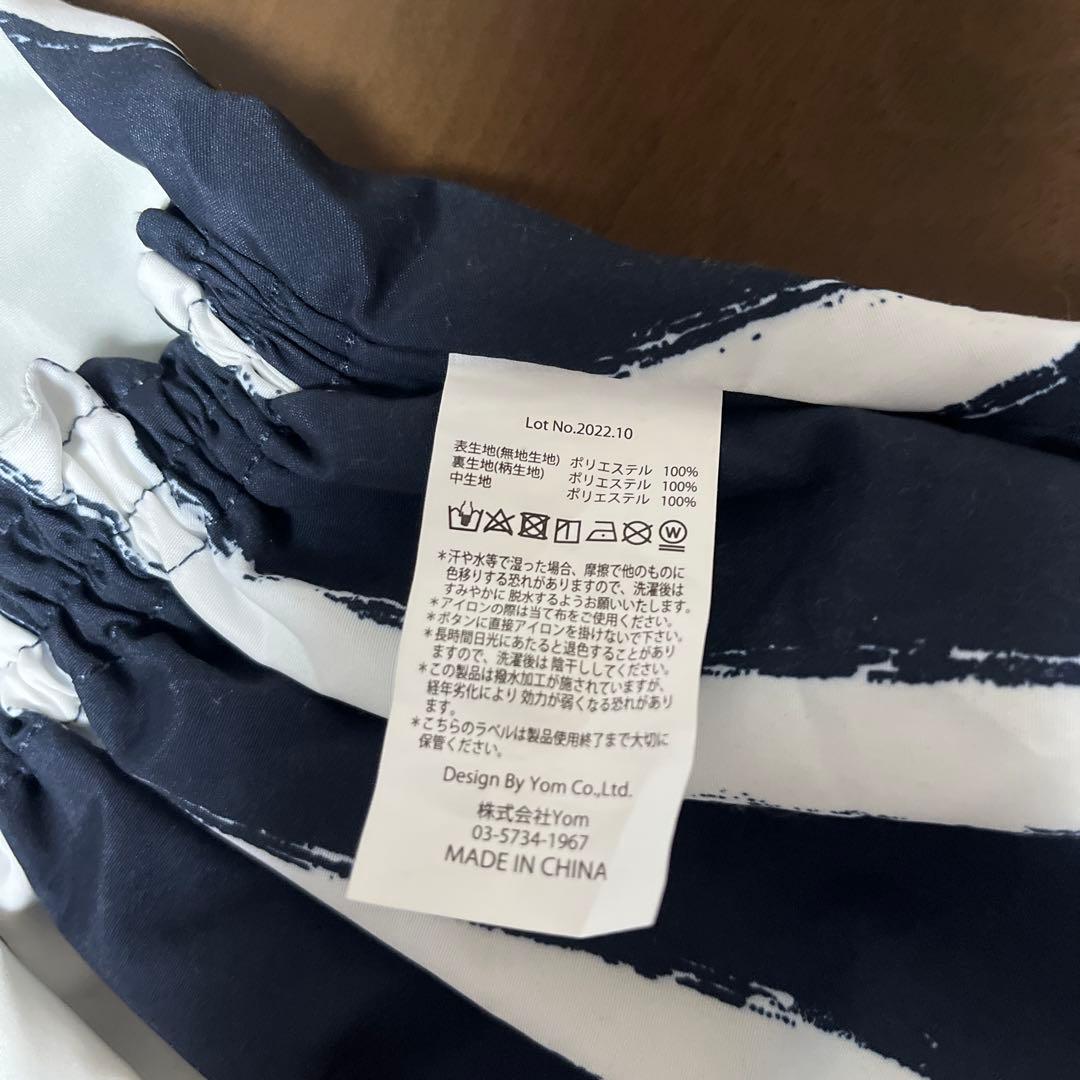 Lot No.2022.10
表生地(無地生地) ポリエステル 100%
裏生地(柄生地) ポリエステル 100%
中生地 ポリエステル 100%
W
*汗や水等で湿った場合、摩擦で他のものに
色移りする恐れがありますので、洗濯後は
すみやかに 脱水するようお願いいたします。
*アイロンの際は当て布をご使用ください。
*ボタンに直接アイロンを掛けないで下さい。
*長時間日光にあたると退色することがあり
ますので、洗濯後は 陰干ししてください。
*この製品は撥水加工が施されていますが、
経年劣化により 効力が弱くなる恐れがあり
ます。
*こちらのラベルは製品使用終了まで大切に
保管ください。
Design By Yom Co.,Ltd.
株式会社Yom
03-5734-1967
MADE IN CHINA